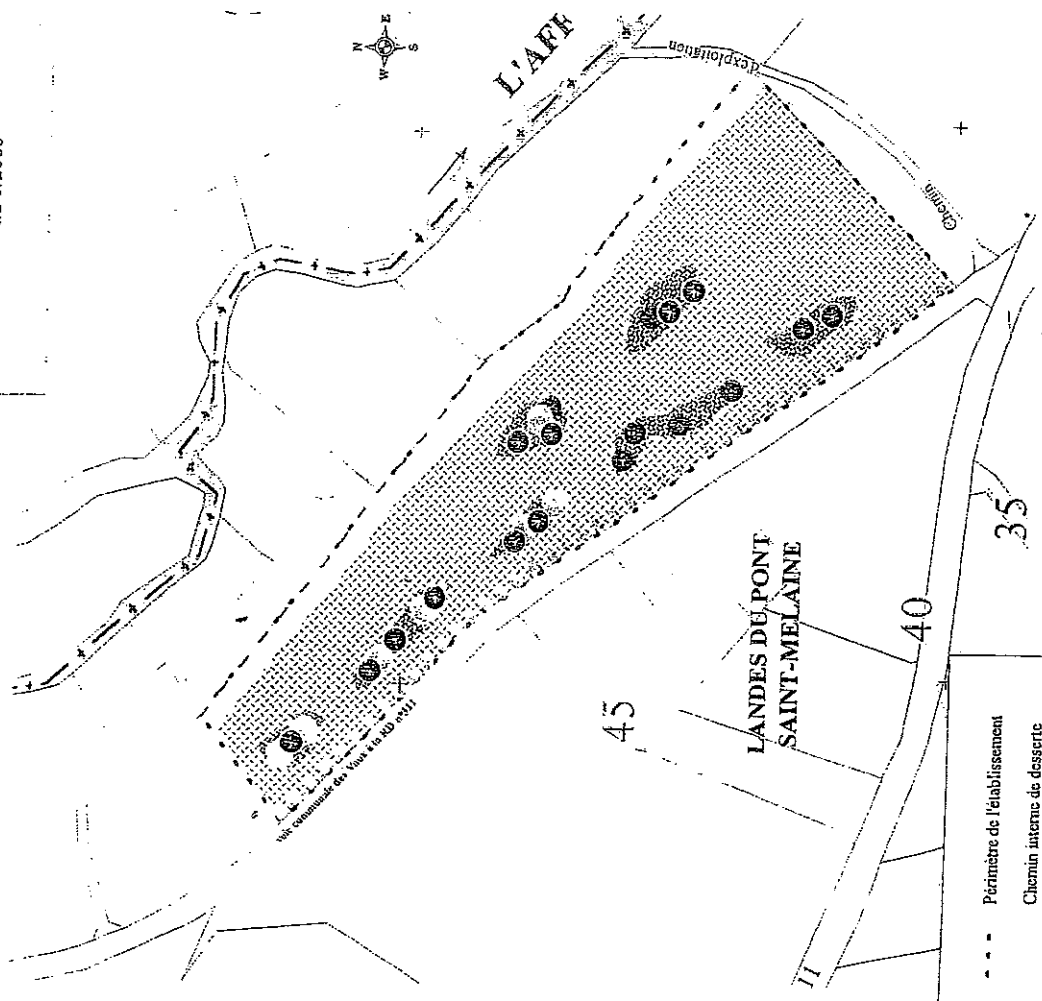 N
W E
S
L'AFF
d'exploitation
Chemin
voie communale des Vaux à la RD n°
LANDES DU PONT
SAINT-MELAINE
45
40
35
11
Périmètre de l'établissement
Chemin interne de desserte